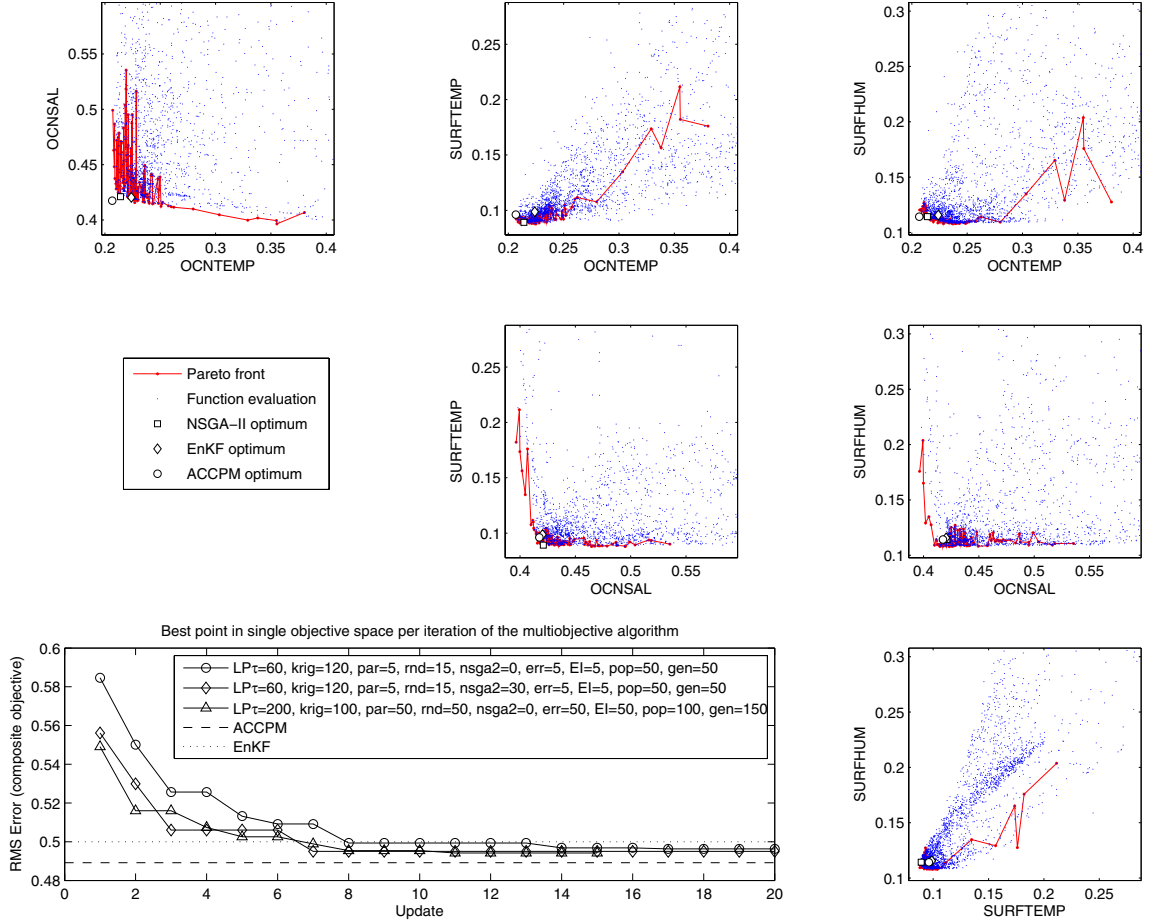 0.55
0.5
0.45
0.4
OCNSAL
0.2 0.25 0.3 0.35 0.4
OCNTEMP
0.25
0.2
0.15
0.1
SURFTEMP
0.2 0.25 0.3 0.35 0.4
OCNTEMP
0.3
0.25
0.2
0.15
0.1
SURFHUM
0.2 0.25 0.3 0.35 0.4
OCNTEMP
Pareto front
Function evaluation
NSGA−II optimum
EnKF optimum
ACCPM optimum
0.25
0.2
0.15
0.1
SURFTEMP
0.4 0.45 0.5 0.55
OCNSAL
0.3
0.25
0.2
0.15
0.1
SURFHUM
0.4 0.45 0.5 0.55
OCNSAL
Best point in single objective space per iteration of the multiobjective algorithm
0.6
0.58
0.56
0.54
0.52
0.5
0.48
RMS Error (composite objective)
LPτ=60, krig=120, par=5, rnd=15, nsga2=0, err=5, EI=5, pop=50, gen=50
LPτ=60, krig=120, par=5, rnd=15, nsga2=30, err=5, EI=5, pop=50, gen=50
LPτ=200, krig=100, par=50, rnd=50, nsga2=0, err=50, EI=50, pop=100, gen=150
ACCPM
EnKF
0 2 4 6 8 10 12 14 16 18 20
Update
0.3
0.25
0.2
0.15
0.1
SURFHUM
0.1 0.15 0.2 0.25
SURFTEMP